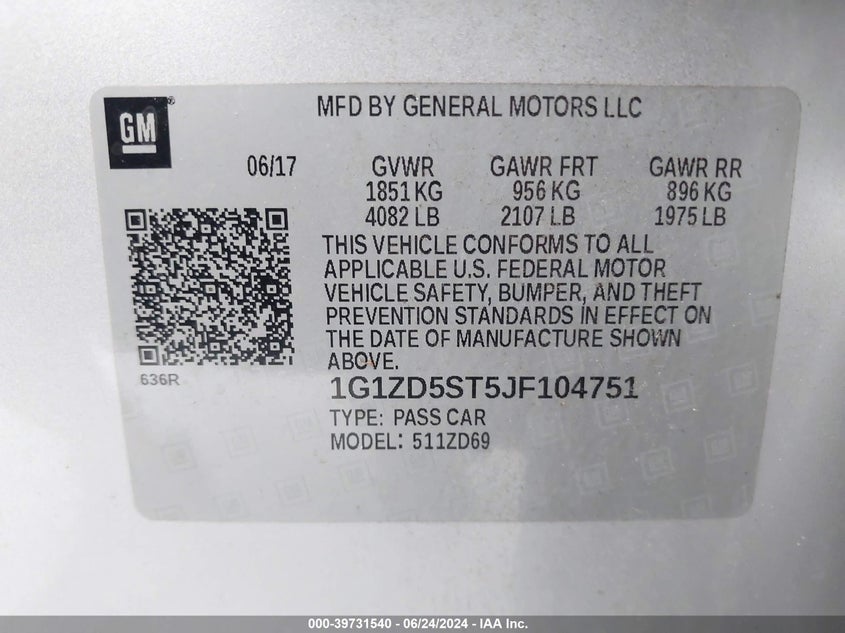 GM
MFD BY GENERAL MOTORS LLC
06/17 GVWR GAWR FRT GAWR RR
1851 KG 956 KG 896 KG
4082 LB 2107 LB 1975 LB
THIS VEHICLE CONFORMS TO ALL
APPLICABLE U.S. FEDERAL MOTOR
VEHICLE SAFETY, BUMPER, AND THEFT
PREVENTION STANDARDS IN EFFECT ON
THE DATE OF MANUFACTURE SHOWN
ABOVE.
636R
1G1ZD5ST5JF104751
TYPE: PASS CAR
MODEL: 511ZD69
000-39731540 - 06/24/2024 - IAA Inc.